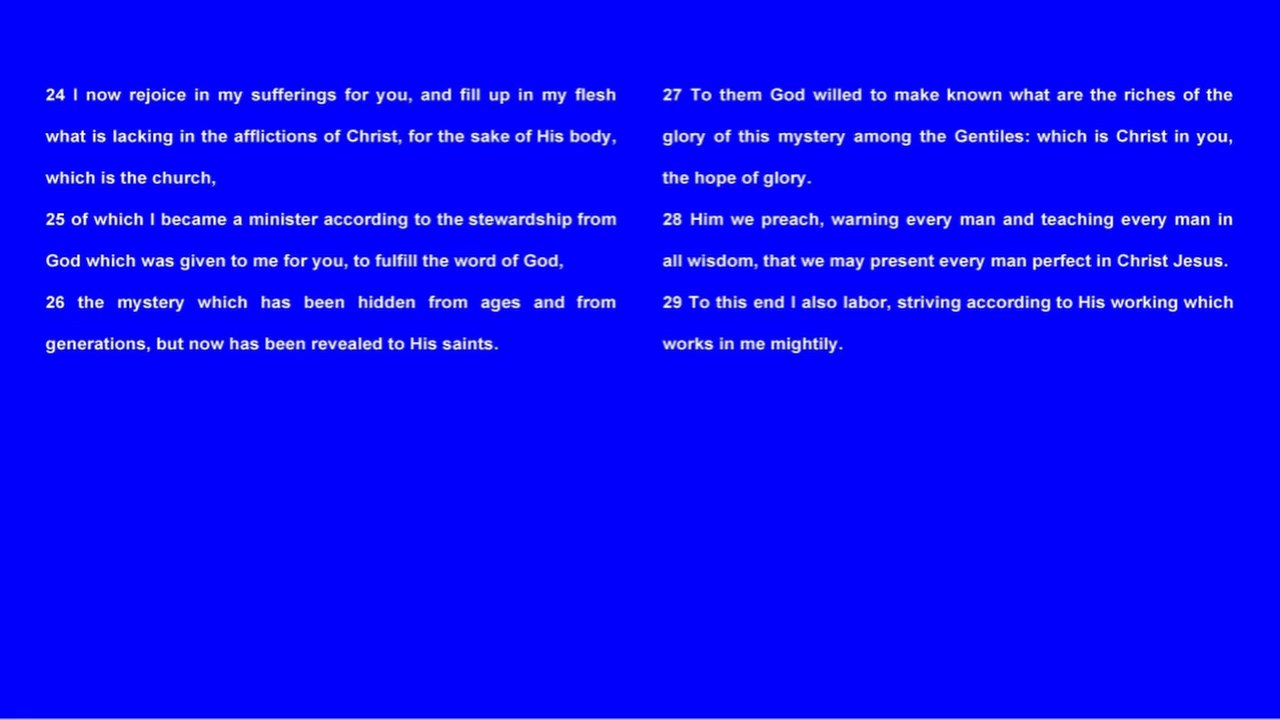 24 I now rejoice in my sufferings for you, and fill up in my flesh
what is lacking in the afflictions of Christ, for the sake of His body,
which is the church,
25 of which I became a minister according to the stewardship from
God which was given to me for you, to fulfill the word of God,
26 the mystery which has been hidden from ages and from
generations, but now has been revealed to His saints.
27 To them God willed to make known what are the riches of the
glory of this mystery among the Gentiles: which is Christ in you,
the hope of glory.
28 Him we preach, warning every man and teaching every man in
all wisdom, that we may present every man perfect in Christ Jesus.
29 To this end I also labor, striving according to His working which
works in me mightily.